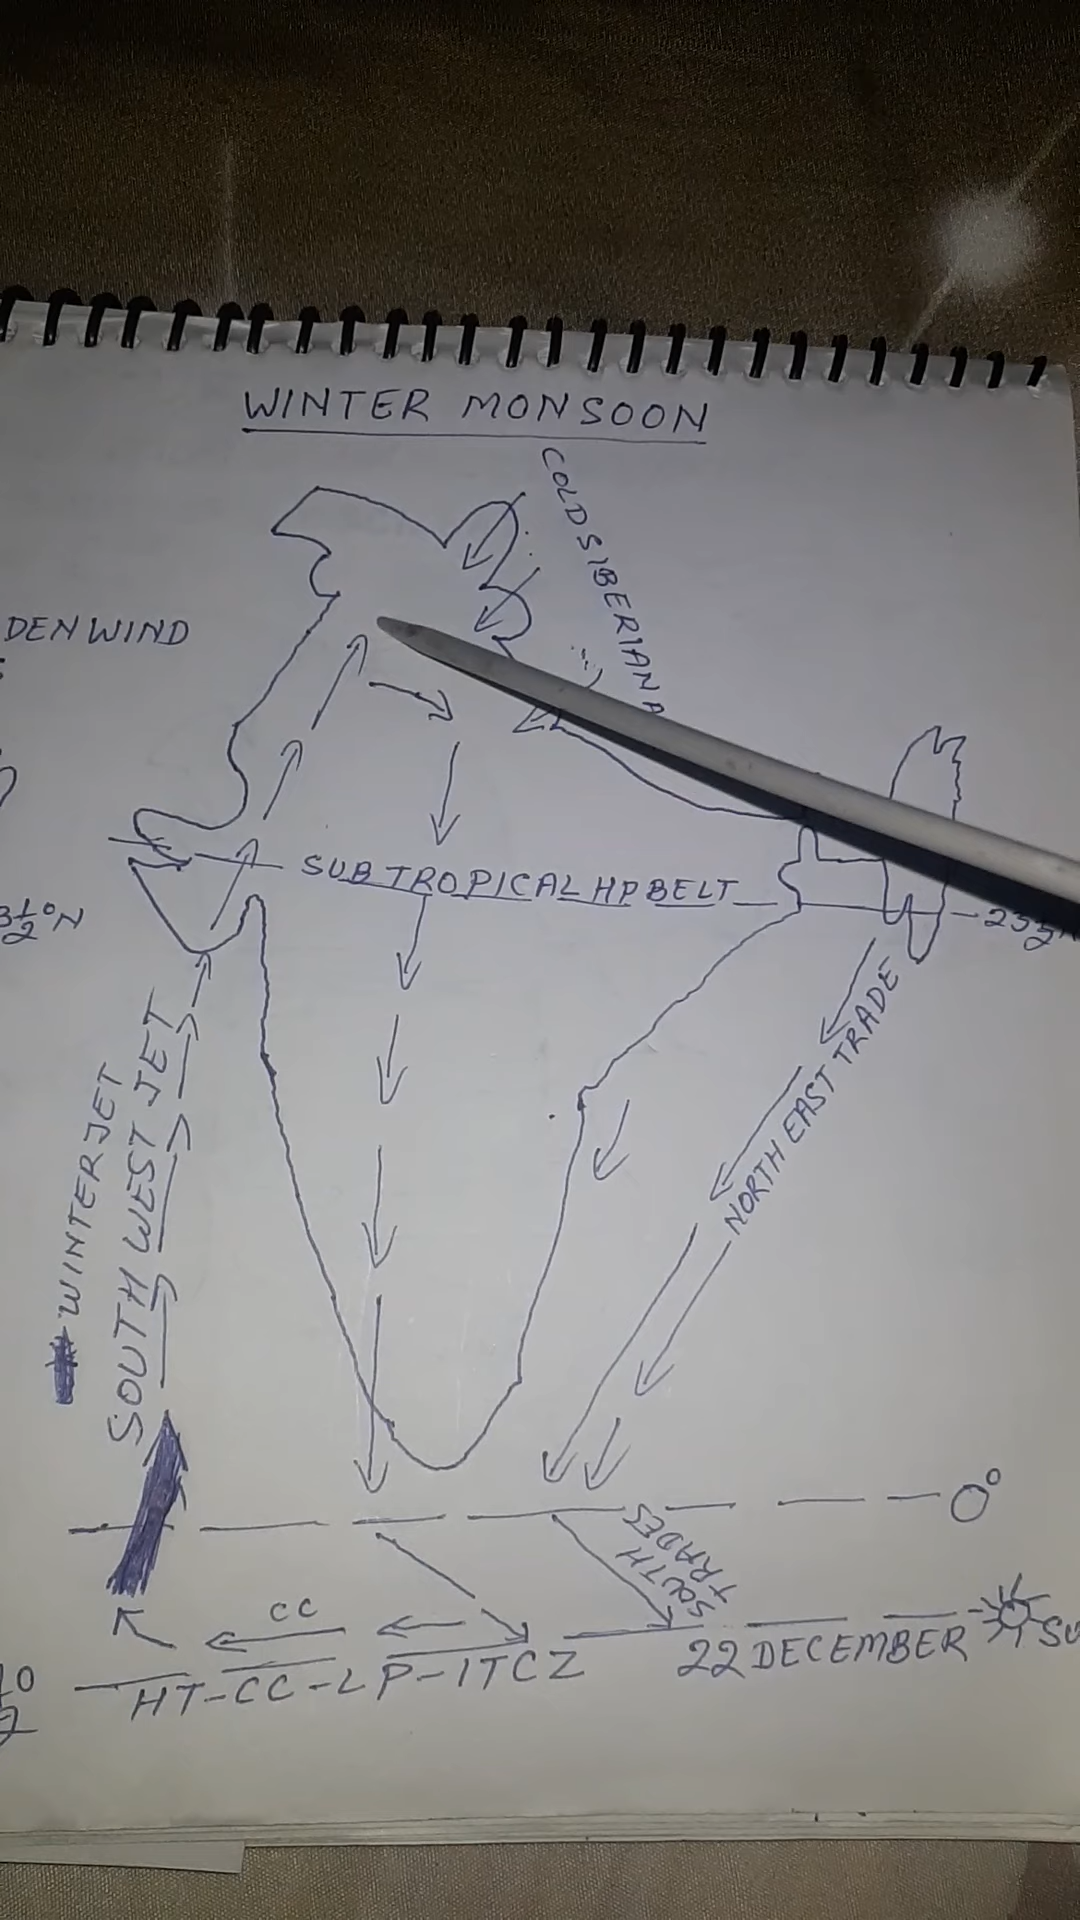 WINTER MONSOON
COLD SIBERIAN A
DEN WIND
SUB TROPICAL HP BELT
3½°N
23½
NORTH EAST TRADE
WINTER JET
SOUTH WEST JET
0°
SOUTH
TRADES
CC
22 DECEMBER
SU
HT-CC-LP-ITCZ